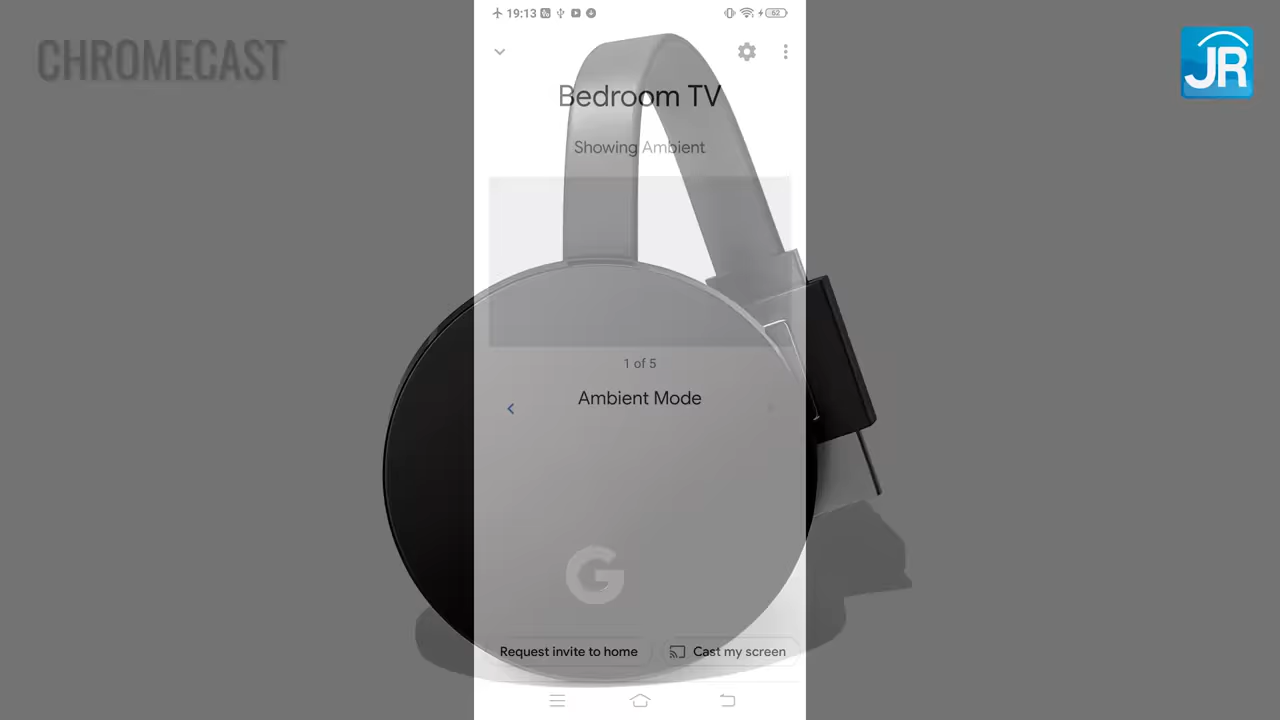 CHROMECAST
19:13
52
JR
Bedroom TV
Showing Ambient
1 of 5
Ambient Mode
G
Request invite to home
Cast my screen